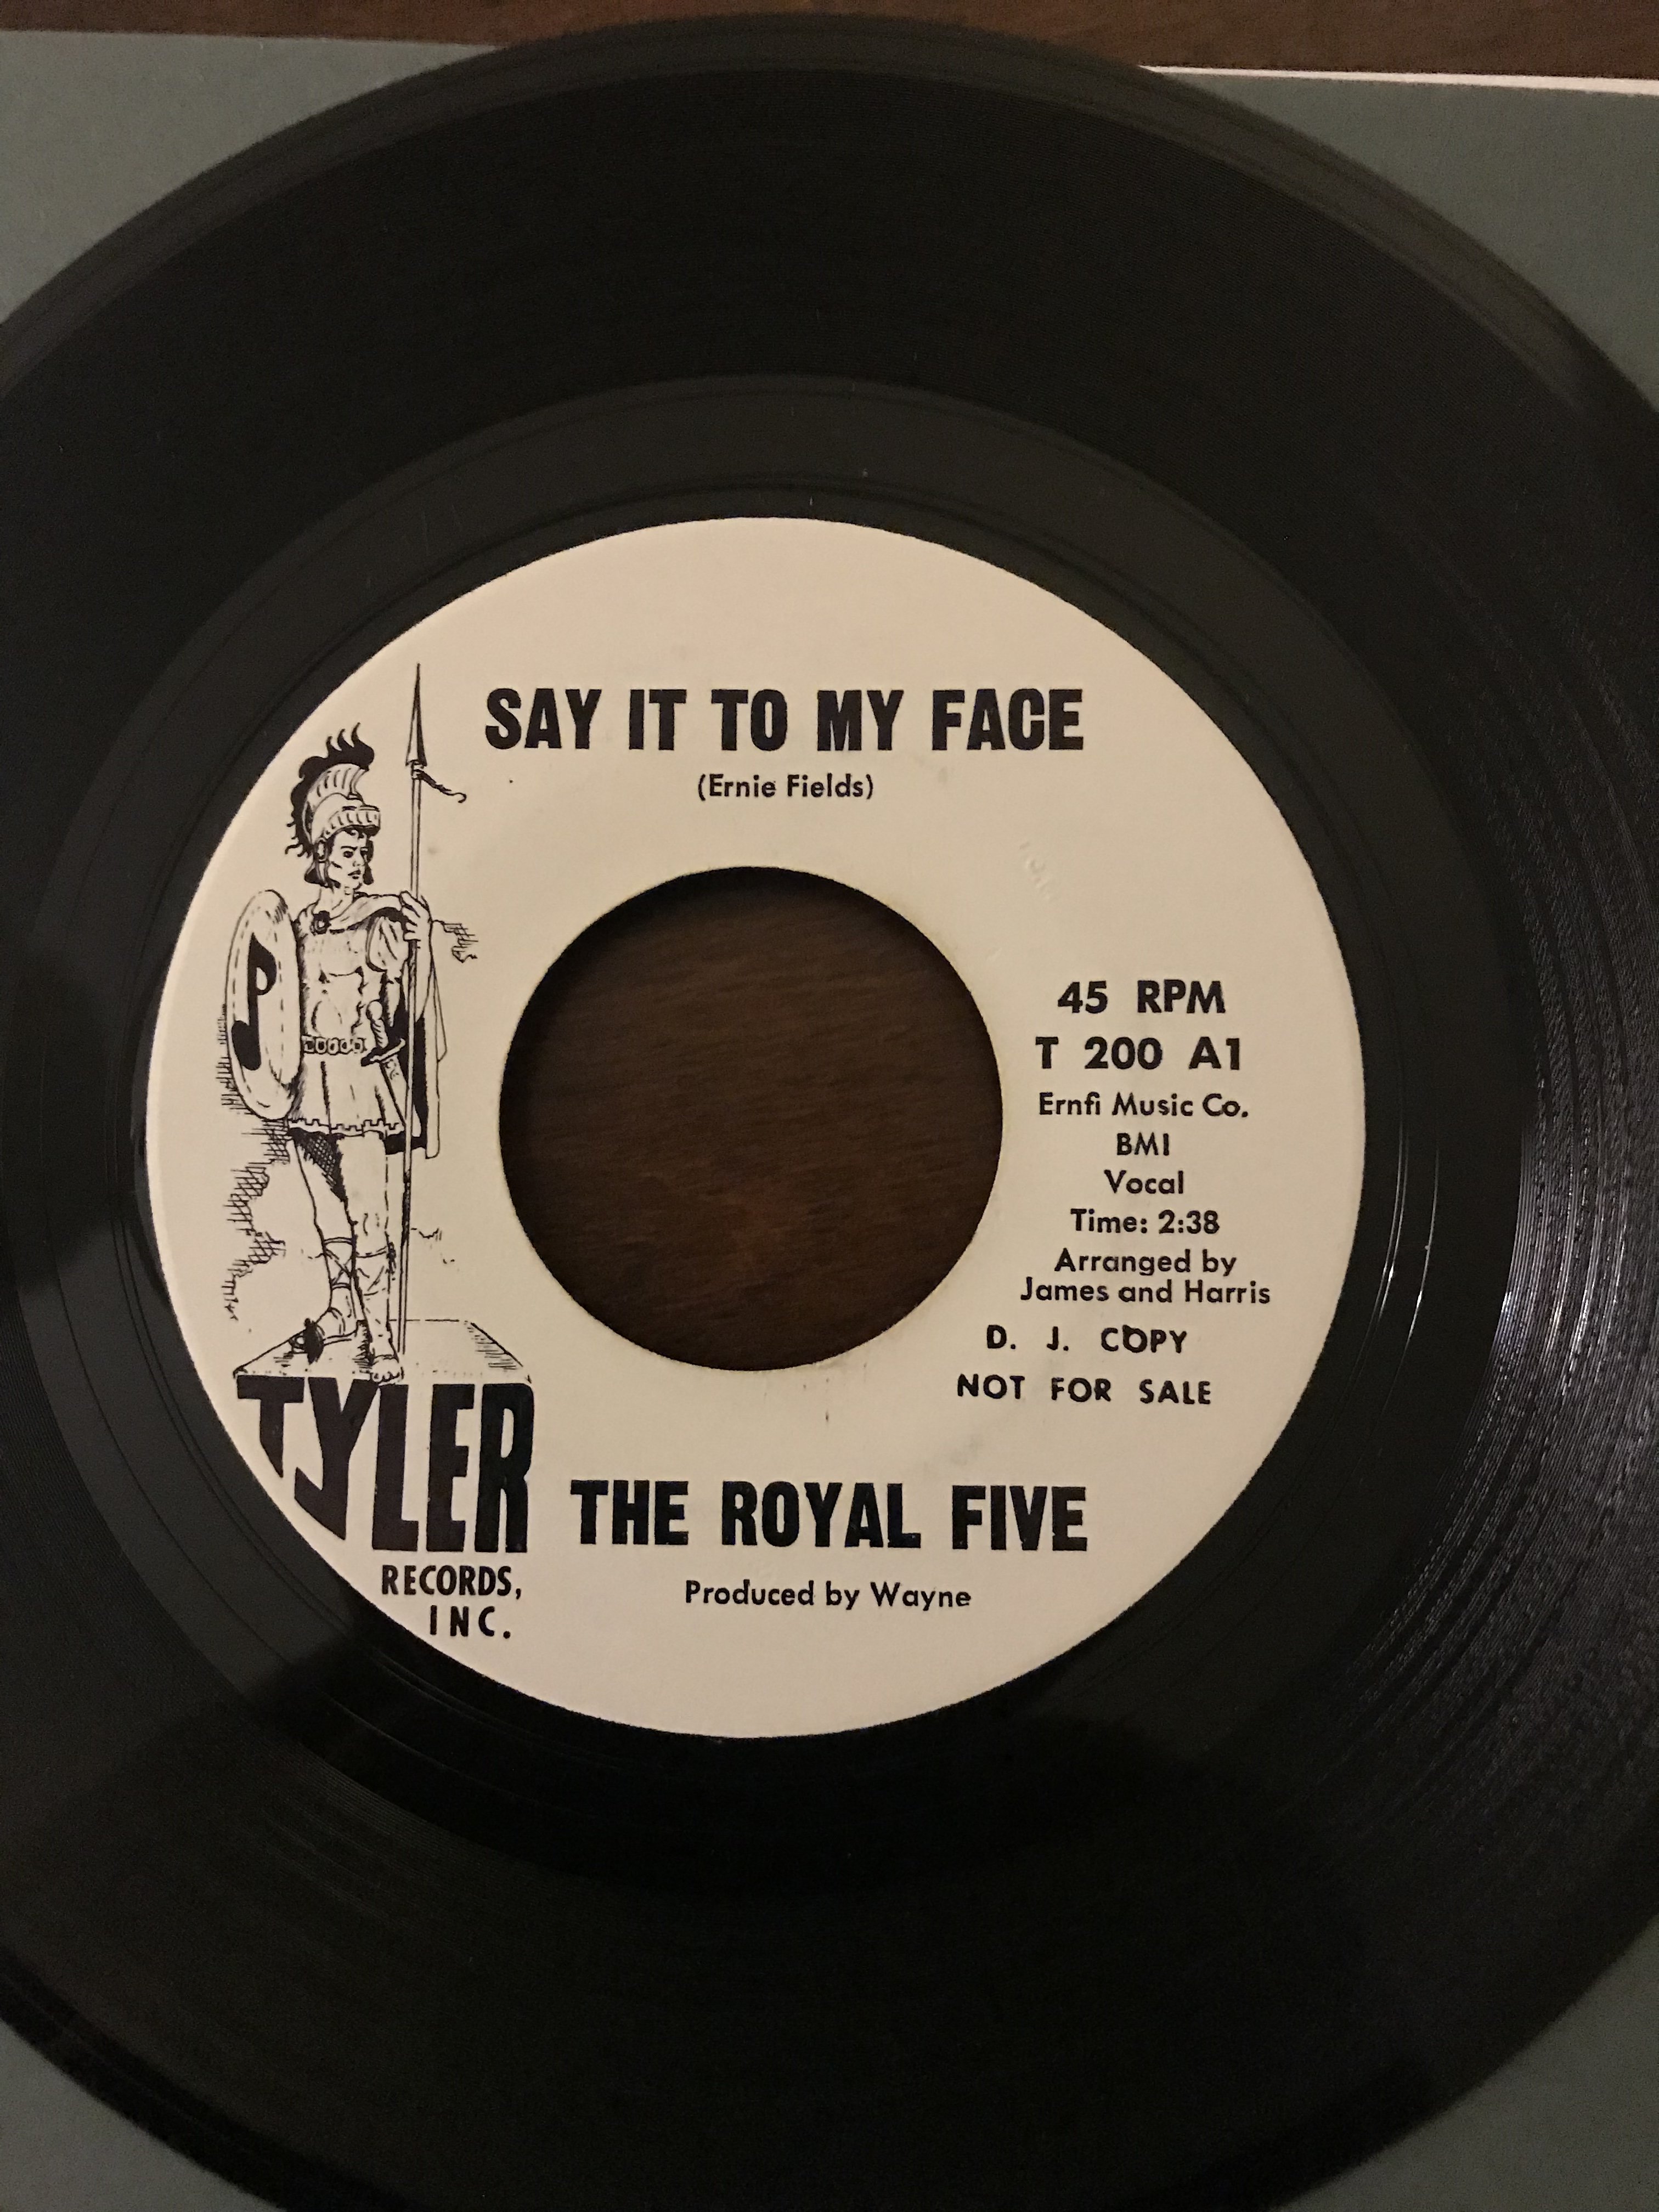 SAY IT TO MY FACE
(Ernie Fields)
45 RPM
T 200 A1
Ernfi Music Co.
BMI
Vocal
Time: 2:38
Arranged by
James and Harris
D. J. COPY
NOT FOR SALE
TYLER
RECORDS,
INC.
THE ROYAL FIVE
Produced by Wayne